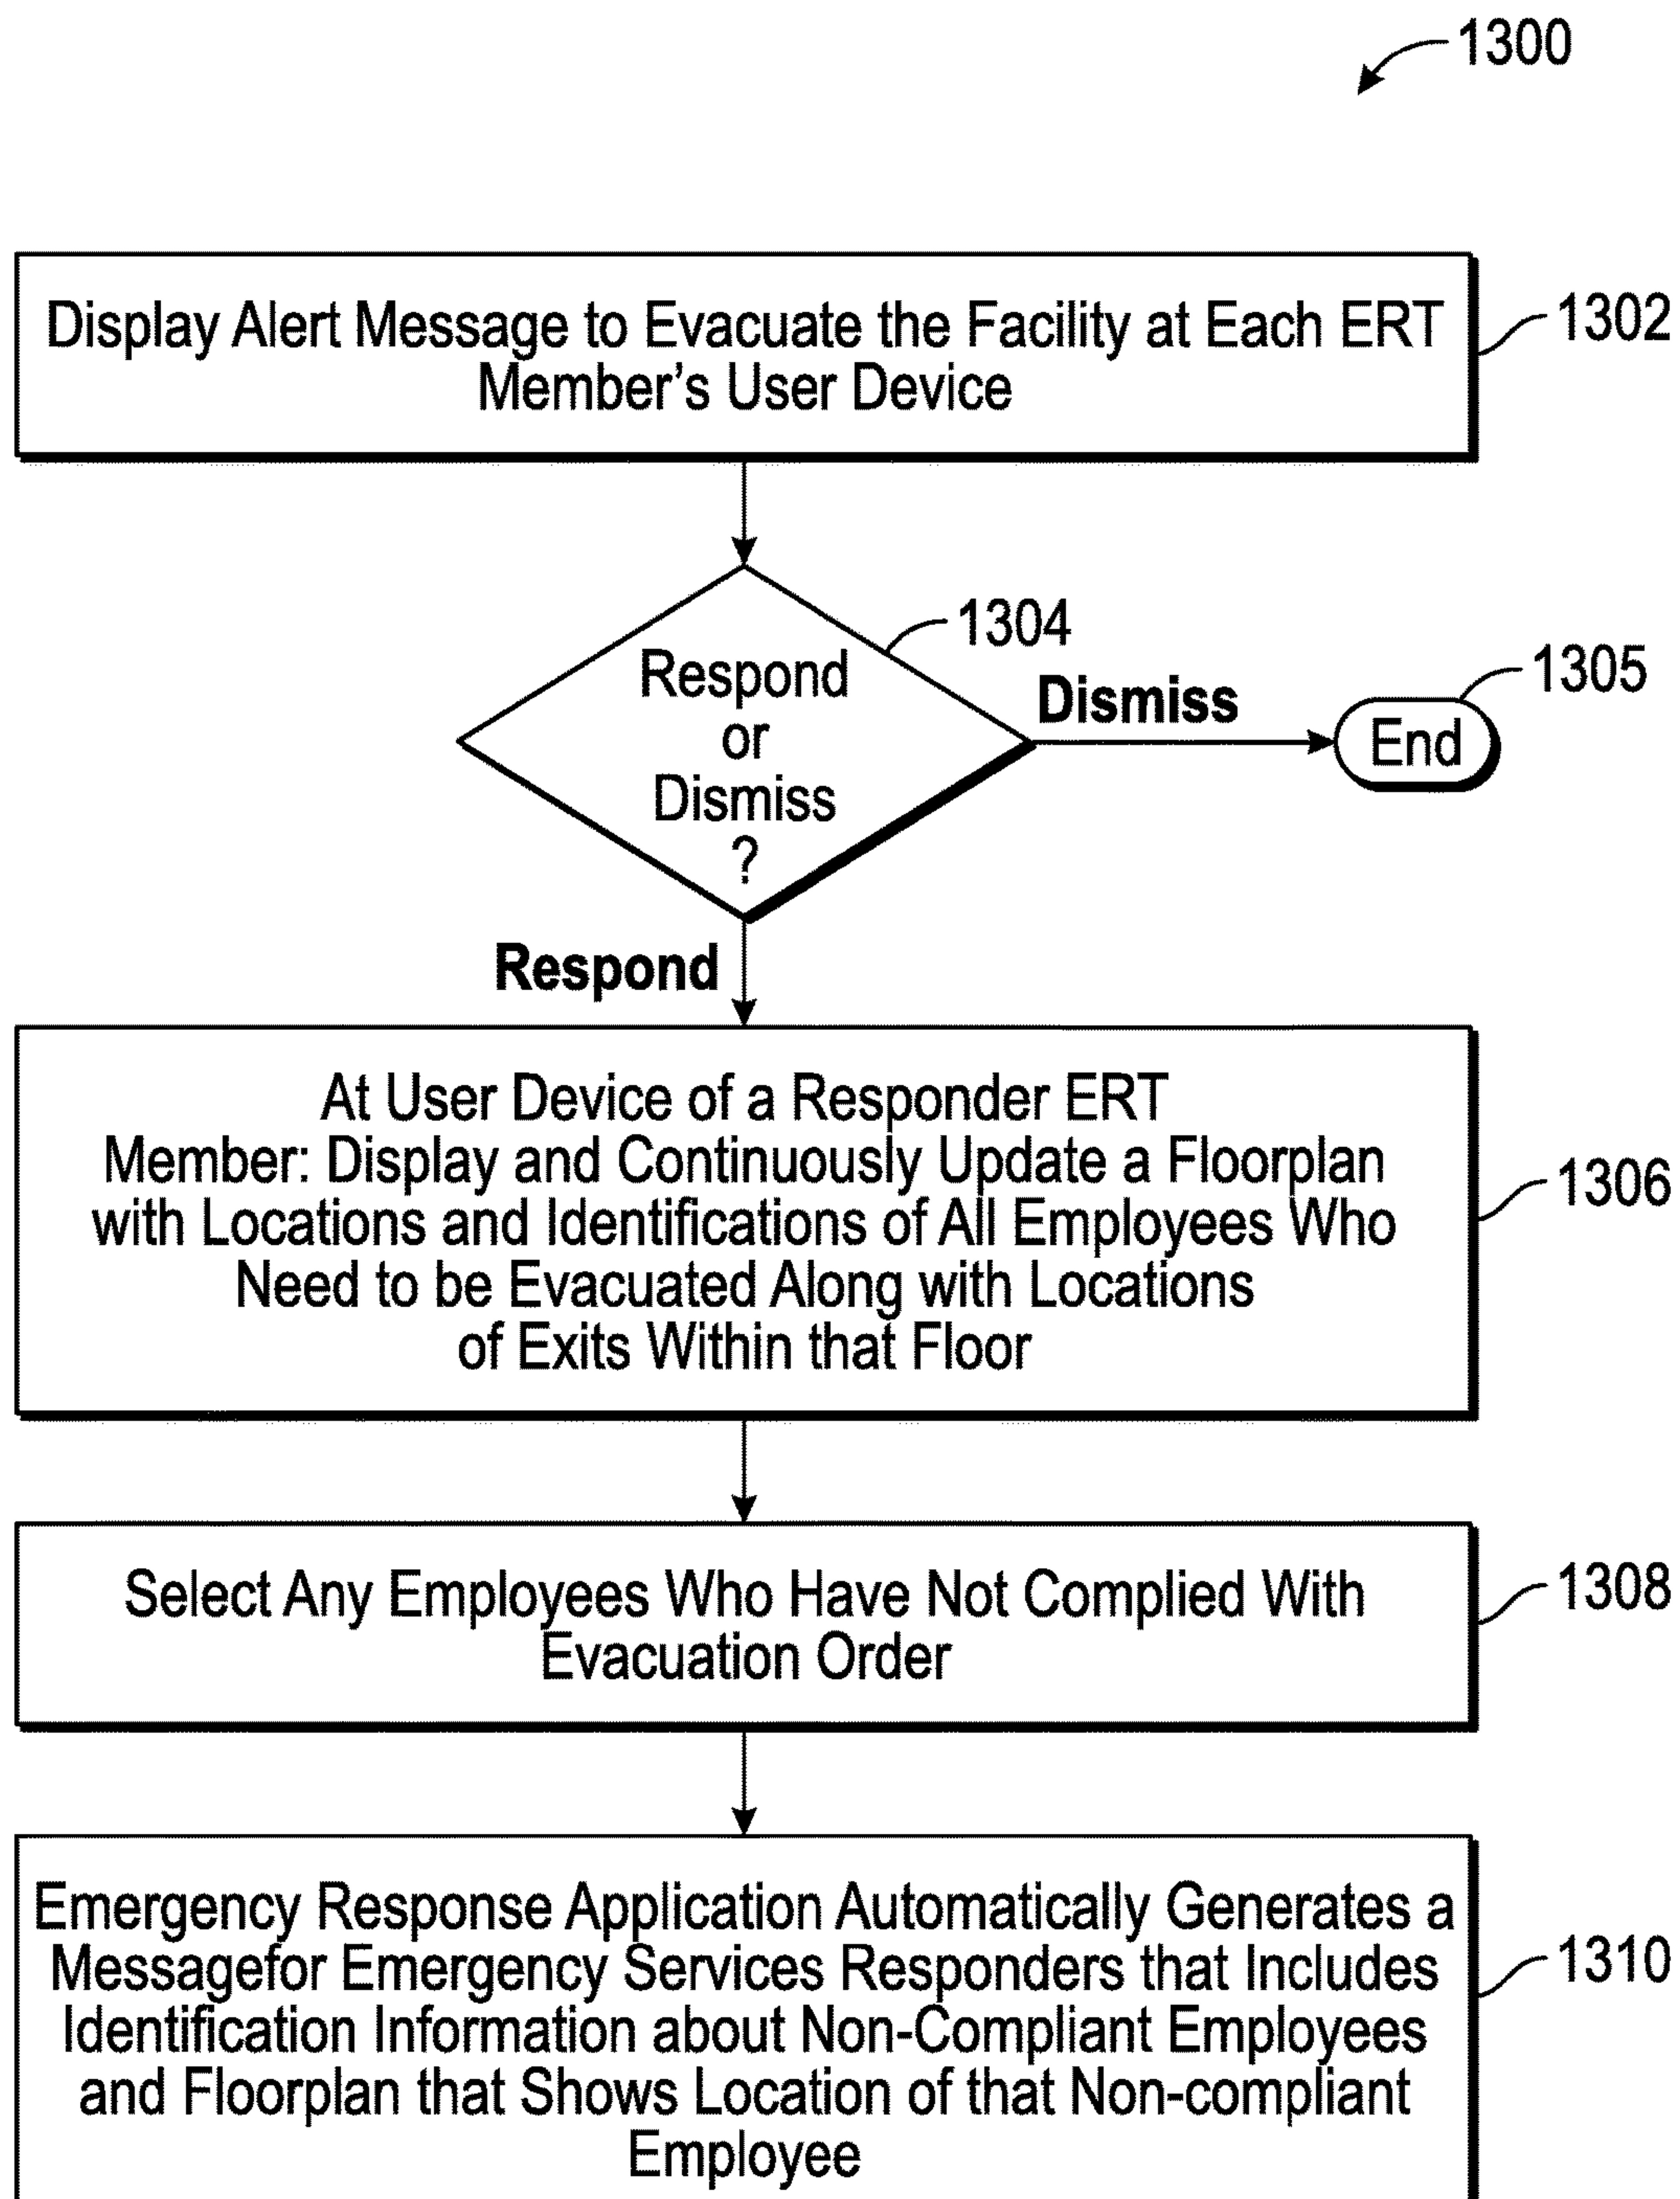 1300
Display Alert Message to Evacuate the Facility at Each ERT
Member's User Device
1302
Respond
or
Dismiss
?
1304
Dismiss
End
1305
Respond
At User Device of a Responder ERT
Member: Display and Continuously Update a Floorplan
with Locations and Identifications of All Employees Who
Need to be Evacuated Along with Locations
of Exits Within that Floor
1306
Select Any Employees Who Have Not Complied With
Evacuation Order
1308
Emergency Response Application Automatically Generates a
Messagefor Emergency Services Responders that Includes
Identification Information about Non-Compliant Employees
and Floorplan that Shows Location of that Non-compliant
Employee
1310